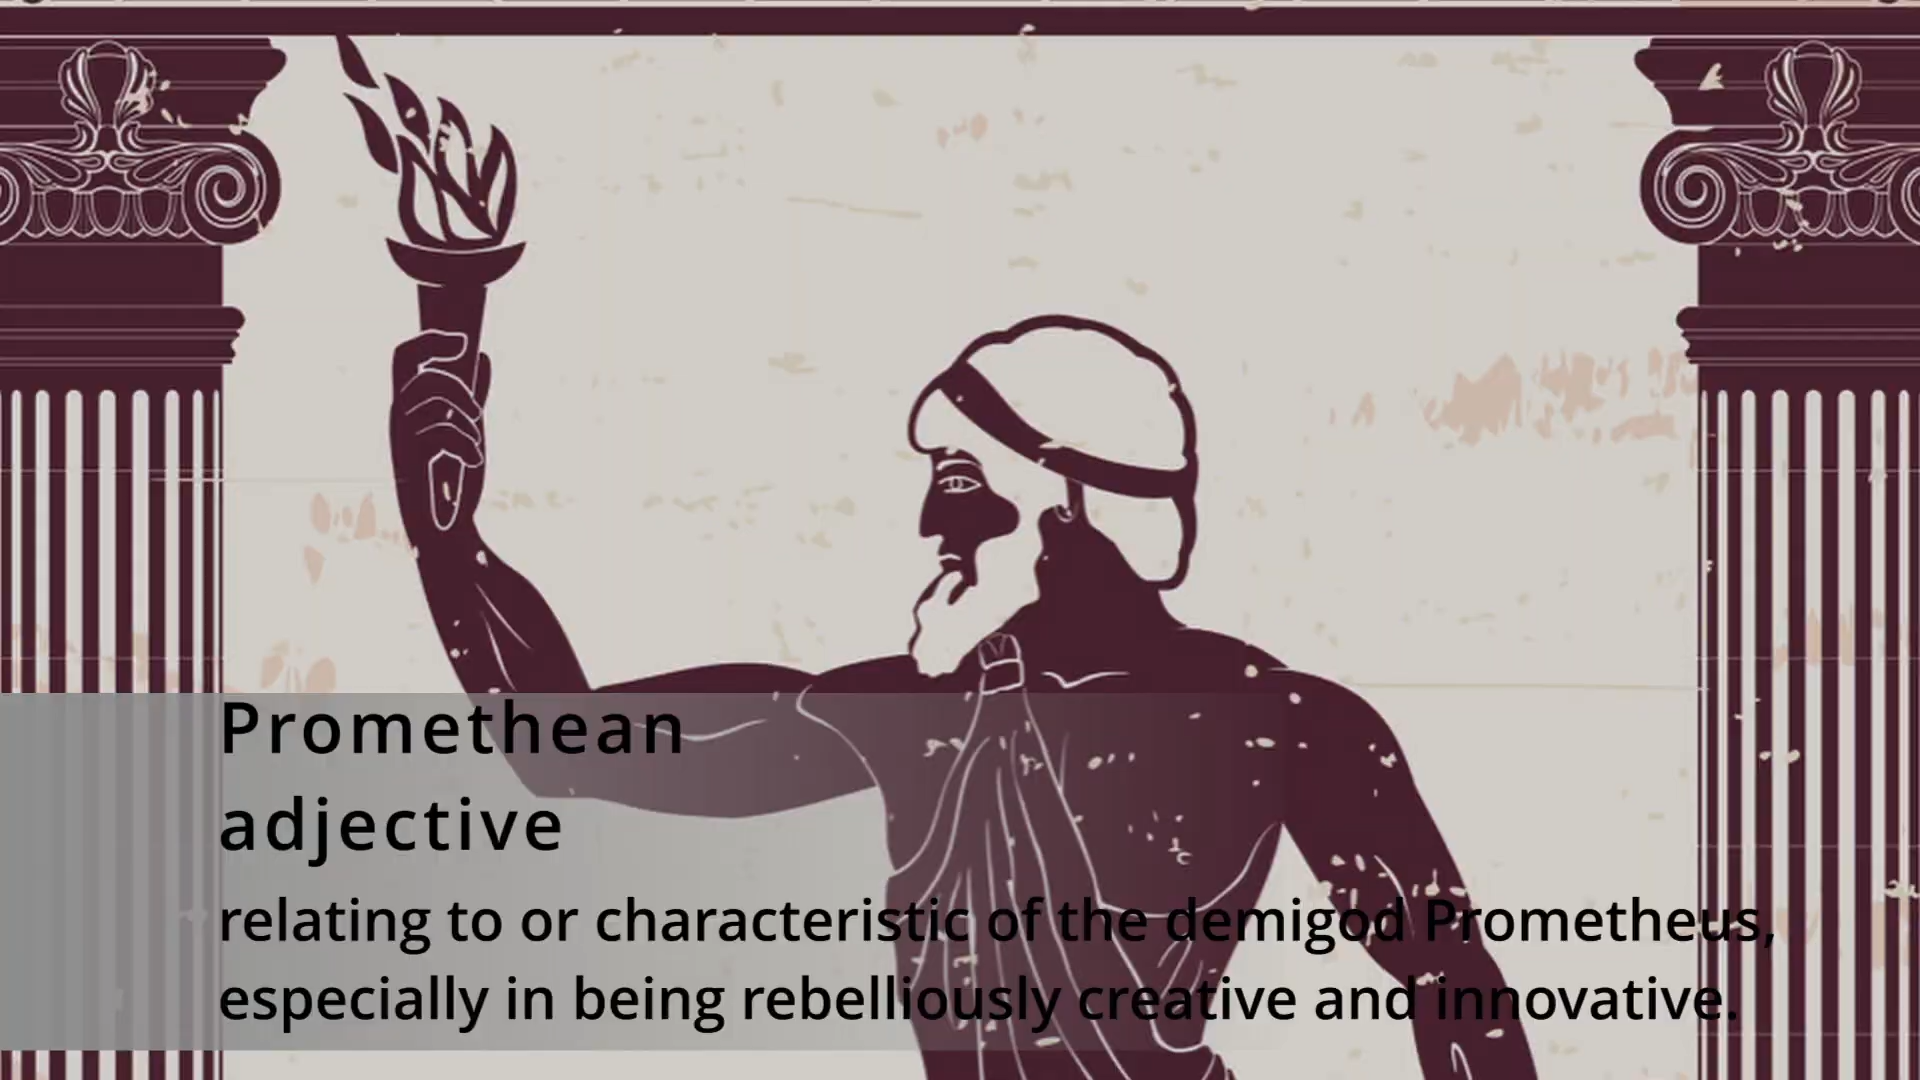 Promethean
adjective
relating to or characteristic of the demigod Prometheus,
especially in being rebelliously creative and innovative.